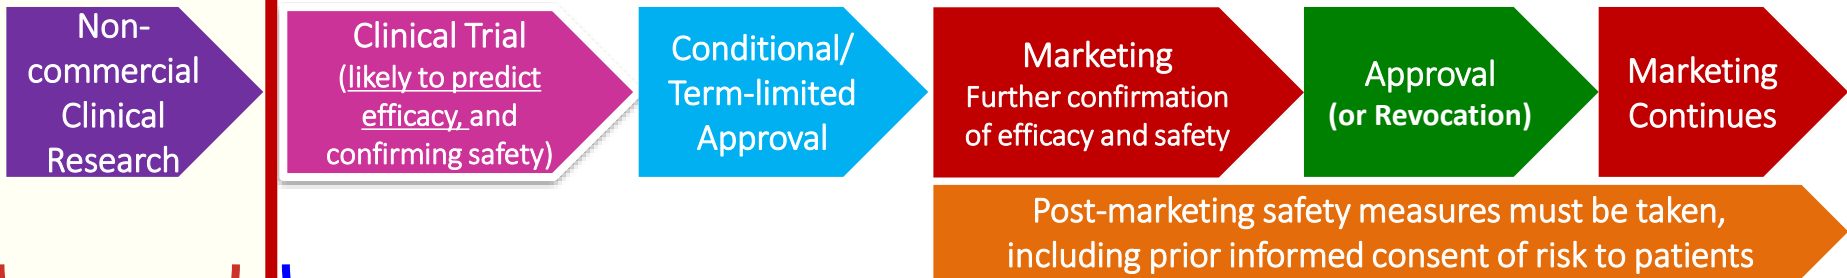 Non-
commercial
Clinical
Research
Clinical Trial
(likely to predict
efficacy, and
confirming safety)
Conditional/
Term-limited
Approval
Marketing
Further confirmation
of efficacy and safety
Approval
(or Revocation)
Marketing
Continues
Post-marketing safety measures must be taken,
including prior informed consent of risk to patients